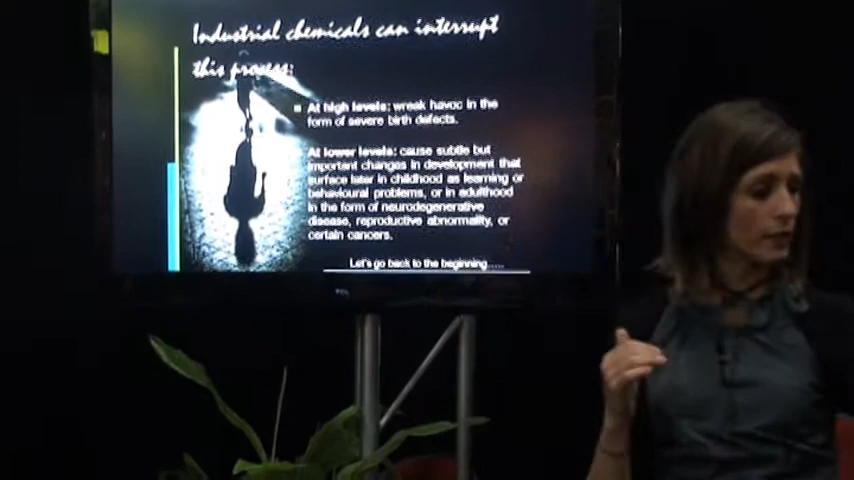 Industrial chemicals can interrupt
this process:
At high levels: wreak havoc in the
form of severe birth defects.
At lower levels: cause subtle but
important changes in development that
surface later in childhood as learning or
behavioural problems, or in adulthood
in the form of neurodegenerative
disease, reproductive abnormality, or
certain cancers.
Let's go back to the beginning.....